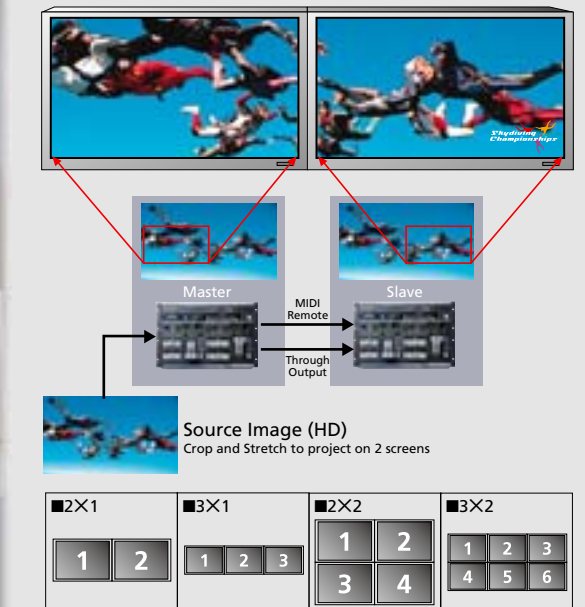 Skydiving
Championships
Master
Slave
MIDI
Remote
Through
Output
Source Image (HD)
Crop and Stretch to project on 2 screens
■2×1
■3×1
■2×2
■3×2
1 2
1 2 3
1 2
3 4
1 2 3
4 5 6